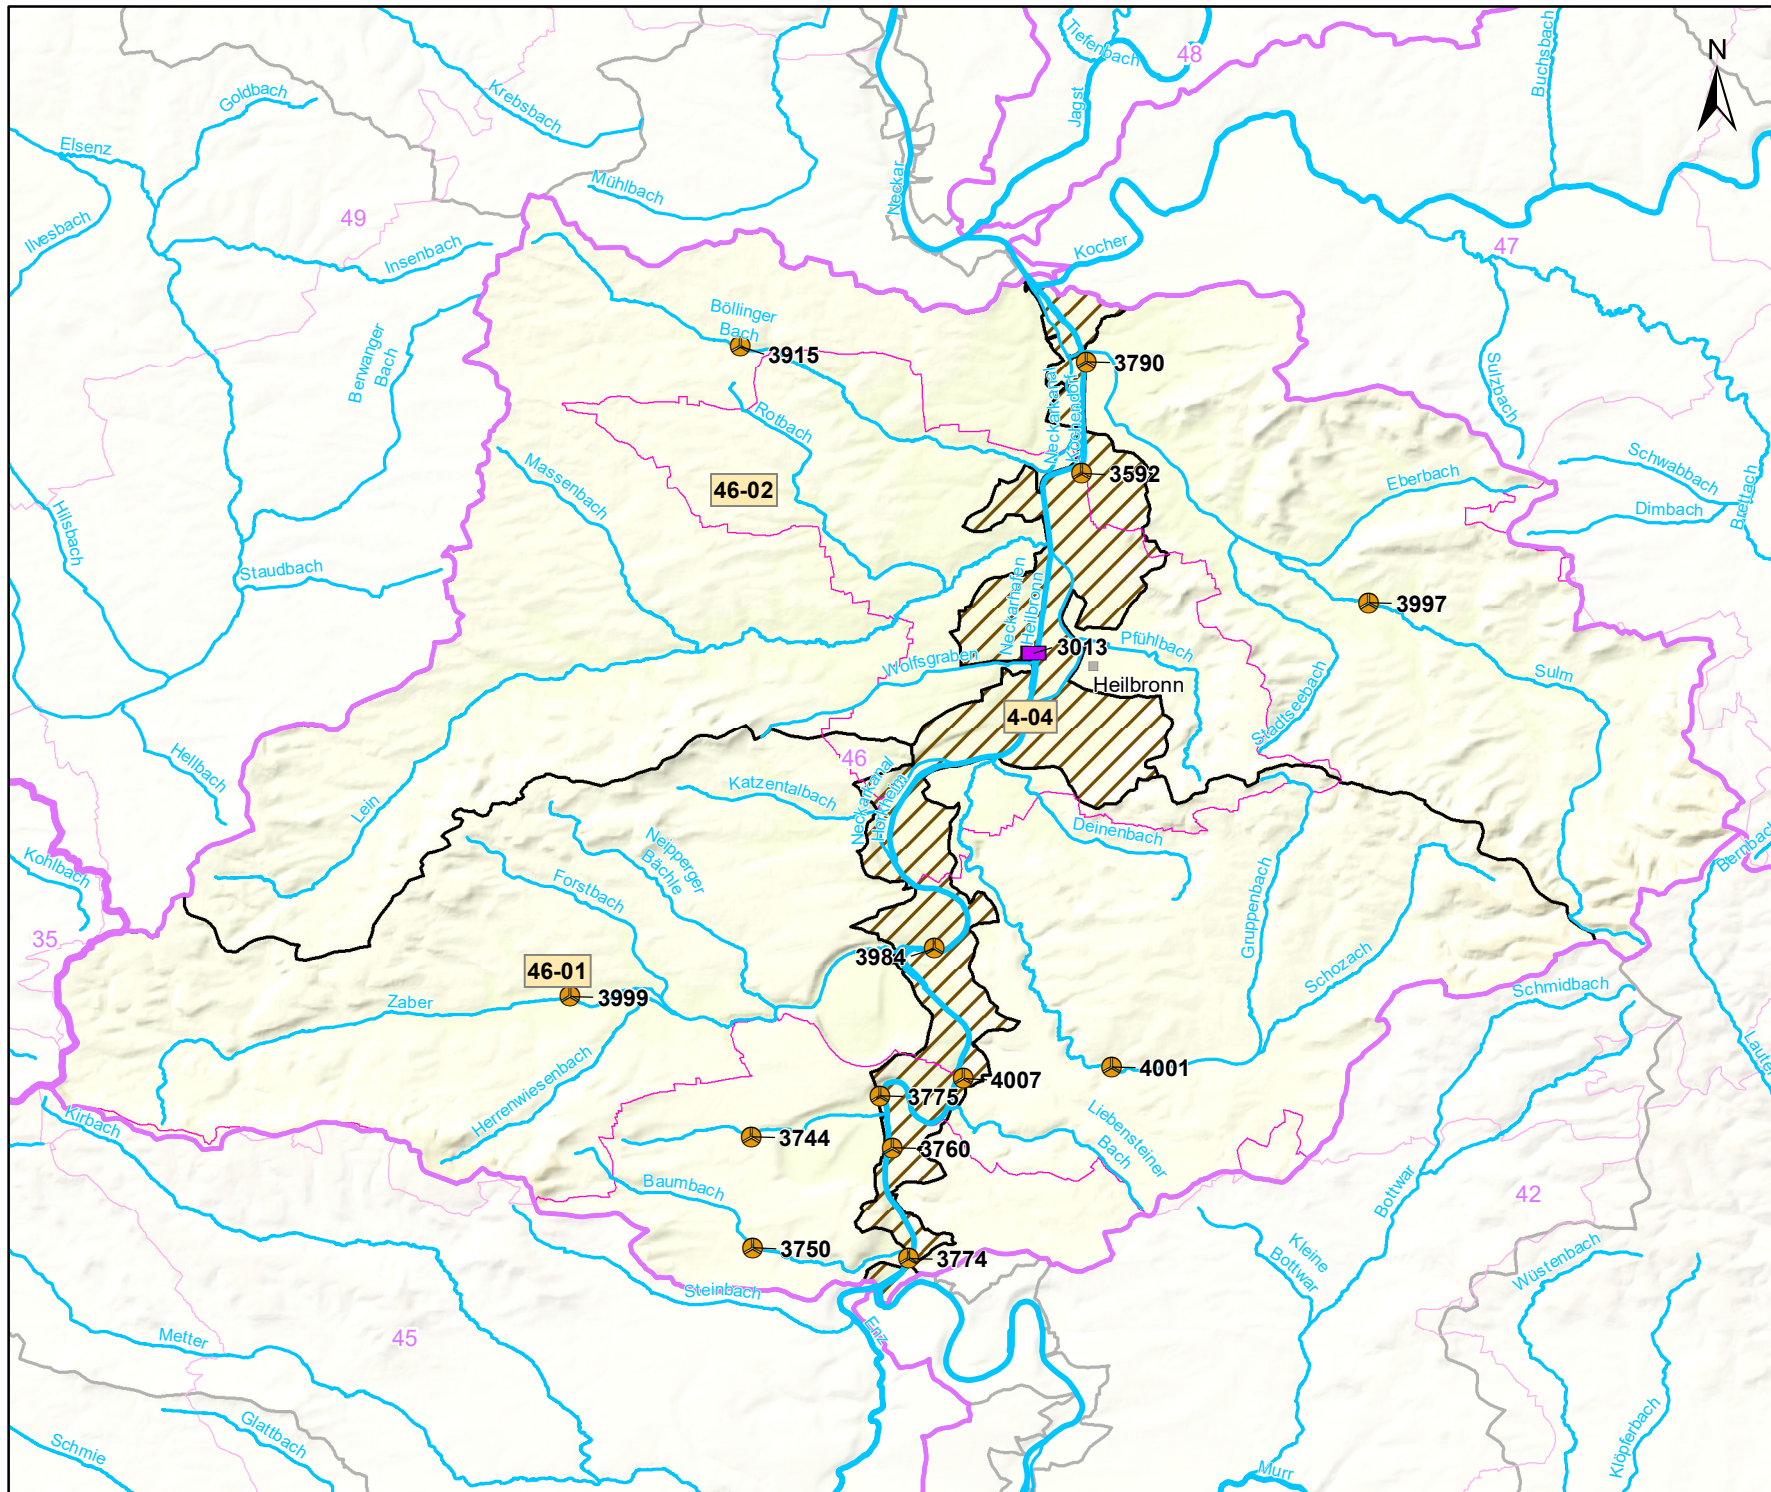 Tiefenbach
48
N
Buchsbach
Goldbach
Krebsbach
Jagst
Elsenz
Mühlbach
Neckar
49
Ilvesbach
Insenbach
Kocher
47
Böllinger
Bach
3915
Berwanger
Bach
3790
Neckarkanal
Kochendorf
Sulzbach
Rotbach
Massenbach
46-02
3592
Eberbach
Schwabbach
Dimbach
Brettach
Hilsbach
Staudbach
Neckarhafen
Heilbronn
3997
3013
Pfühlbach
Wolfsgraben
Heilbronn
Sulm
Stadtseebach
4-04
46
Hellbach
Lein
Katzentalbach
Neckarkanal
Horkheim
Deinenbach
Neipperger
Bächle
Kohlbach
Bernbach
Forstbach
Gruppenbach
35
3984
46-01
3999
Zaber
Schozach
Schmidbach
Lauter
Herrenwiesenbach
4001
4007
3775
Kirbach
Liebensteiner
Bach
3744
3760
Baumbach
Bottwar
42
3750
3774
Kleine
Bottwar
Wüstenbach
Steinbach
Enz
Metter
45
Glattbach
Schmie
Klöpferbach
Murr